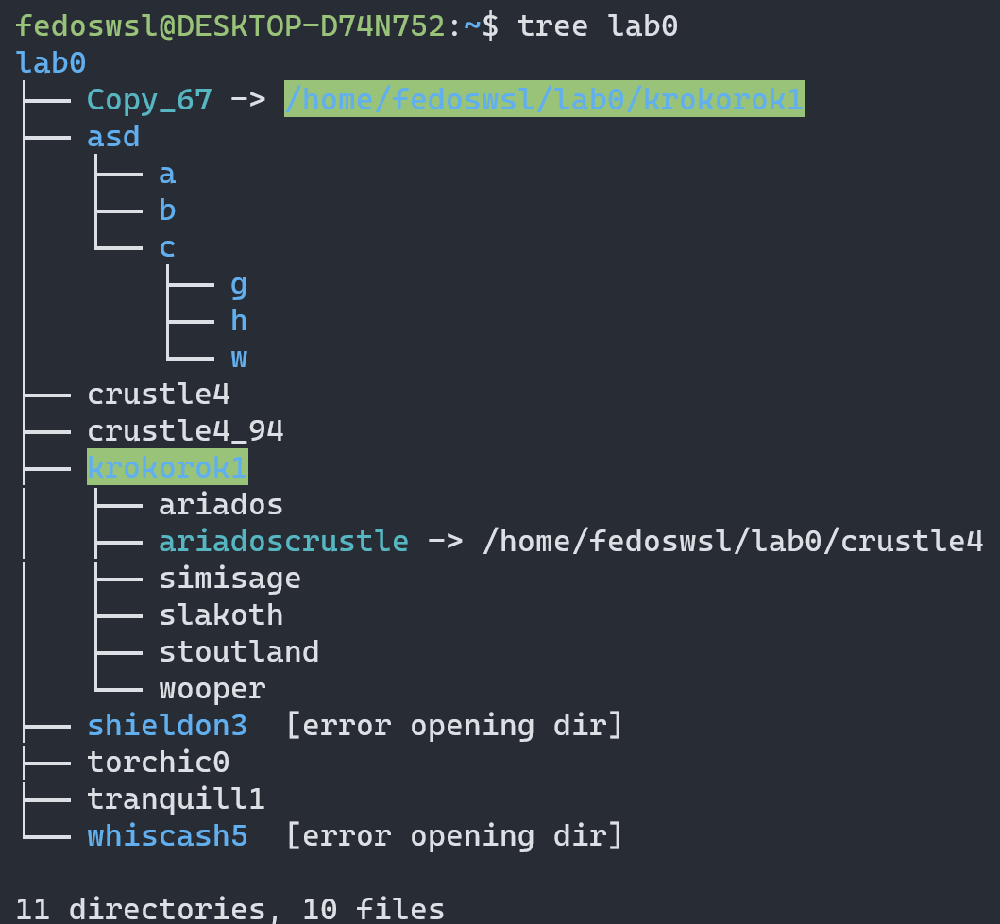 fedoswsl@DESKTOP-D74N752:~$ tree lab0
lab0
├── Copy_67 -> /home/fedoswsl/lab0/krokorok1
├── asd
│   ├── a
│   ├── b
│   └── c
│       ├── g
│       ├── h
│       └── w
├── crustle4
├── crustle4_94
├── krokorok1
│   ├── ariados
│   ├── ariadoscrustle -> /home/fedoswsl/lab0/crustle4
│   ├── simisage
│   ├── slakoth
│   ├── stoutland
│   └── wooper
├── shieldon3  [error opening dir]
├── torchic0
├── tranquill1
└── whiscash5  [error opening dir]

11 directories, 10 files